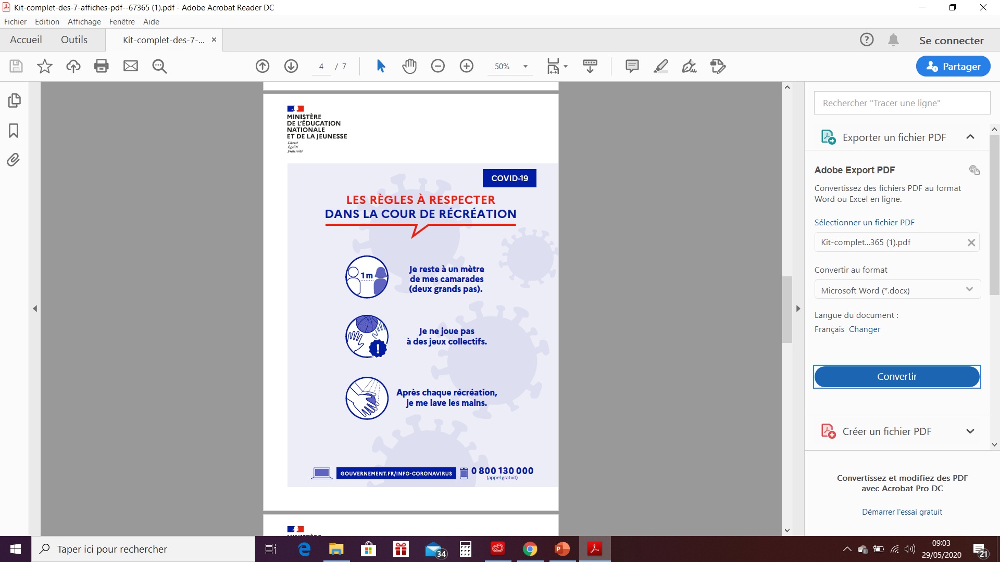 Kit-complet-des-7-affiches-pdf--67365 (1).pdf - Adobe Acrobat Reader DC
Fichier Edition Affichage Fenêtre Aide
Accueil Outils Kit-complet-des-7-... × Se connecter
4 / 7 50% Partager
MINISTÈRE
DE L'ÉDUCATION
NATIONALE
ET DE LA JEUNESSE
Liberté
Égalité
Fraternité
COVID-19
LES RÈGLES À RESPECTER
DANS LA COUR DE RÉCRÉATION
1m
Je reste à un mètre
de mes camarades
(deux grands pas).
Je ne joue pas
à des jeux collectifs.
!
Après chaque récréation,
je me lave les mains.
GOUVERNEMENT.FR/INFO-CORONAVIRUS
0 800 130 000
(appel gratuit)
MINISTÈRE
Rechercher "Tracer une ligne"
Exporter un fichier PDF
Adobe Export PDF
Convertissez des fichiers PDF au format
Word ou Excel en ligne.
Sélectionner un fichier PDF
Kit-complet...365 (1).pdf
Convertir au format
Microsoft Word (*.docx)
Langue du document :
Français Changer
Convertir
Créer un fichier PDF
Convertissez et modifiez des PDF
avec Acrobat Pro DC
Démarrer l'essai gratuit
Taper ici pour rechercher
34
09:03
29/05/2020
21